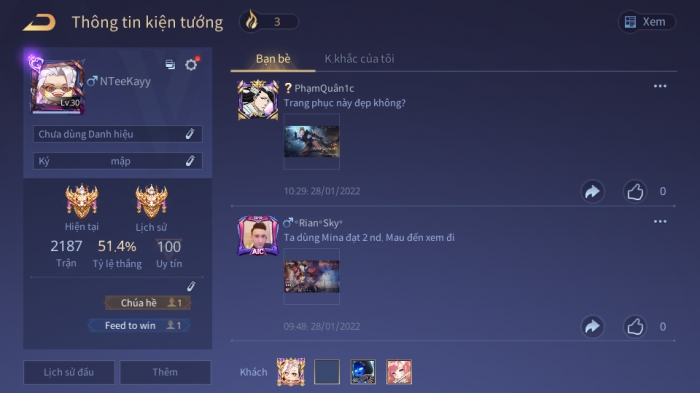 Thông tin kiện tướng
3
Xem
NTeeKayy
Lv.30
Chưa dùng Danh hiệu
Ký mập
Hiện tại
Lịch sử
2187
51.4%
100
Trận
Tỷ lệ thắng
Uy tín
Chúa hề 1
Feed to win 1
Lịch sử đấu
Thêm
Bạn bè
K.khắc của tôi
? PhạmQuân1c
Trang phục này đẹp không?
10:29: 28/01/2022
0
°Rian°Sky°
AIC
Ta dùng Mina đạt 2 nd. Mau đến xem đi
09:48: 28/01/2022
0
Khách